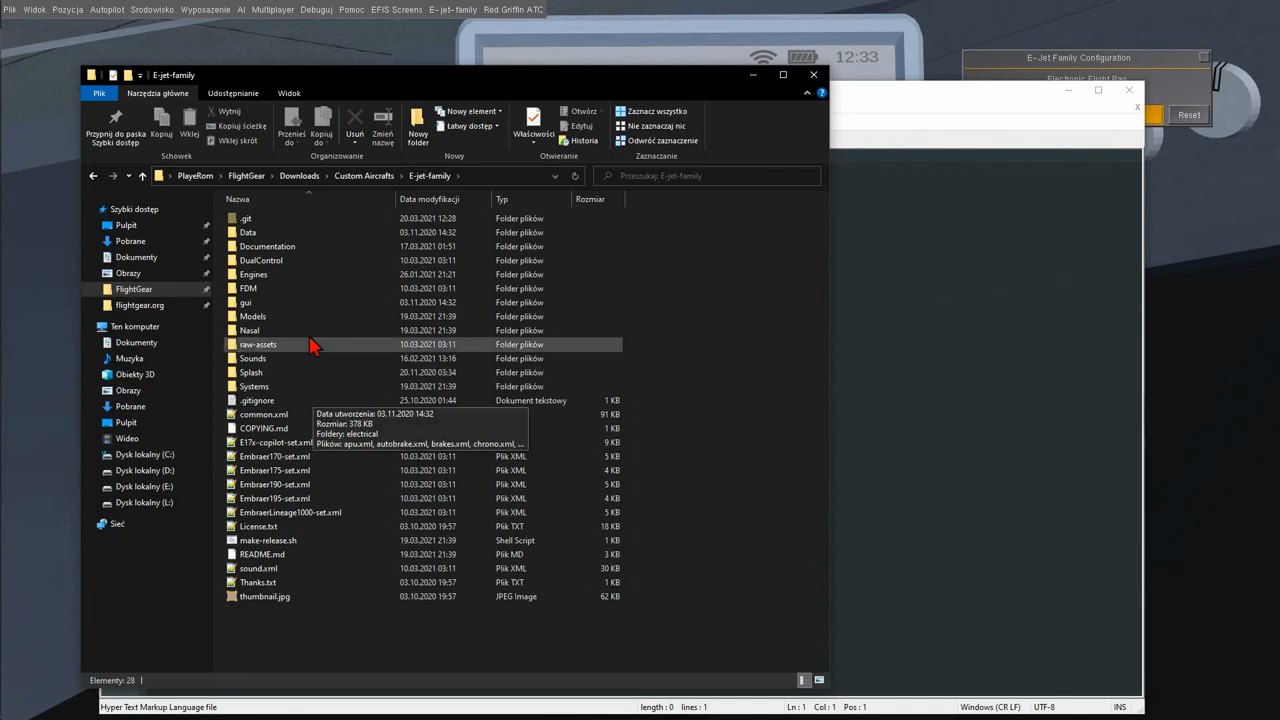 Plik Widok Pozycja Autopilot Środowisko Wyposażenie AI Multiplayer Debuguj Pomoc EFIS Screens E-jet-family Red Griffin ATC
12:33
E-Jet Family Configuration
Electronic Flight Bag
Reset
E-jet-family
Plik Narzędzia główne Udostępnianie Widok
Przypnij do paska Szybki dostęp
Kopiuj
Wklej
Wytnij
Kopiuj ścieżkę
Wklej skrót
Schowek
Przenieś do
Kopiuj do
Usuń
Zmień nazwę
Organizowanie
Nowy folder
Nowy element
Łatwy dostęp
Nowy
Właściwości
Otwórz
Edytuj
Historia
Otwieranie
Zaznacz wszystko
Nie zaznaczaj nic
Odwróć zaznaczenie
Zaznaczanie
PlayeRom FlightGear Downloads Custom Aircrafts E-jet-family
Przeszukaj: E-jet-family
Szybki dostęp
Pulpit
Pobrane
Dokumenty
Obrazy
FlightGear
flightgear.org
Ten komputer
Dokumenty
Muzyka
Obiekty 3D
Obrazy
Pobrane
Pulpit
Wideo
Dysk lokalny (C:)
Dysk lokalny (D:)
Dysk lokalny (E:)
Dysk lokalny (L:)
Sieć
Nazwa Data modyfikacji Typ Rozmiar
.git 20.03.2021 12:28 Folder plików
Data 03.11.2020 14:32 Folder plików
Documentation 17.03.2021 01:51 Folder plików
DualControl 10.03.2021 03:11 Folder plików
Engines 26.01.2021 21:21 Folder plików
FDM 10.03.2021 03:11 Folder plików
gui 03.11.2020 14:32 Folder plików
Models 19.03.2021 21:39 Folder plików
Nasal 19.03.2021 21:39 Folder plików
raw-assets 10.03.2021 03:11 Folder plików
Sounds 16.02.2021 13:16 Folder plików
Splash 20.11.2020 03:34 Folder plików
Systems 19.03.2021 21:39 Folder plików
.gitignore 25.10.2020 01:44 Dokument tekstowy 1 KB
common.xml 91 KB
COPYING.md 1 KB
E17x-copilot-set.xml 9 KB
Embraer170-set.xml 10.03.2021 03:11 Plik XML 5 KB
Embraer175-set.xml 10.03.2021 03:11 Plik XML 4 KB
Embraer190-set.xml 10.03.2021 03:11 Plik XML 5 KB
Embraer195-set.xml 10.03.2021 03:11 Plik XML 4 KB
EmbraerLineage1000-set.xml 10.03.2021 03:11 Plik XML 5 KB
License.txt 03.10.2020 19:57 Plik TXT 18 KB
make-release.sh 19.03.2021 21:39 Shell Script 1 KB
README.md 19.03.2021 21:39 Plik MD 3 KB
sound.xml 10.03.2021 03:11 Plik XML 30 KB
Thanks.txt 03.10.2020 19:57 Plik TXT 1 KB
thumbnail.jpg 03.10.2020 19:57 JPEG Image 62 KB
Data utworzenia: 03.11.2020 14:32
Rozmiar: 378 KB
Foldery: electrical
Plików: apu.xml, autobrake.xml, brakes.xml, chrono.xml, ...
Elementy: 28
Hyper Text Markup Language file length : 0 lines : 1 Ln : 1 Col : 1 Pos : 1 Windows (CR LF) UTF-8 INS